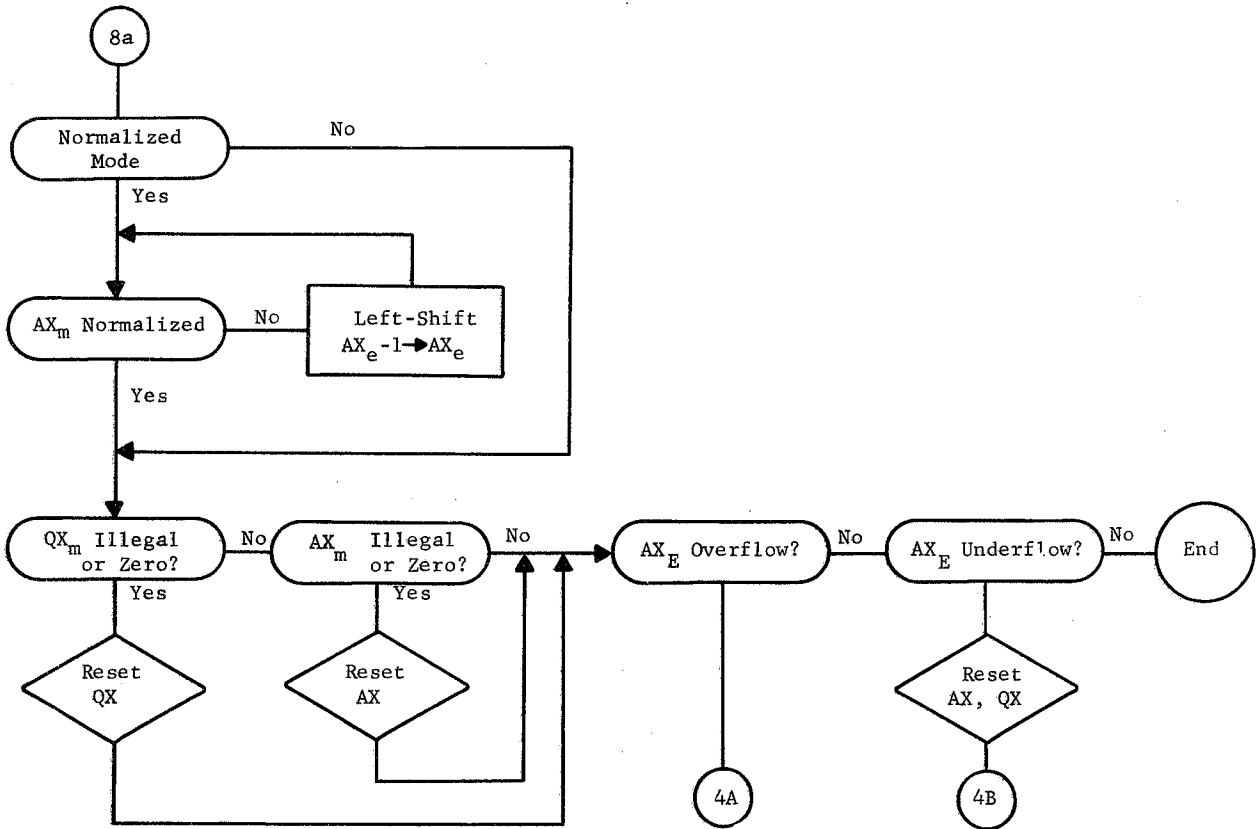 8a
Normalized
Mode
No
Yes
AXm Normalized
No
Left-Shift
AXe-1→AXe
Yes
QXm Illegal
or Zero?
No
AXm Illegal
or Zero?
No
AXE Overflow?
No
AXE Underflow?
No
End
Yes
Yes
Reset
QX
Reset
AX
Reset
AX, QX
4A
4B